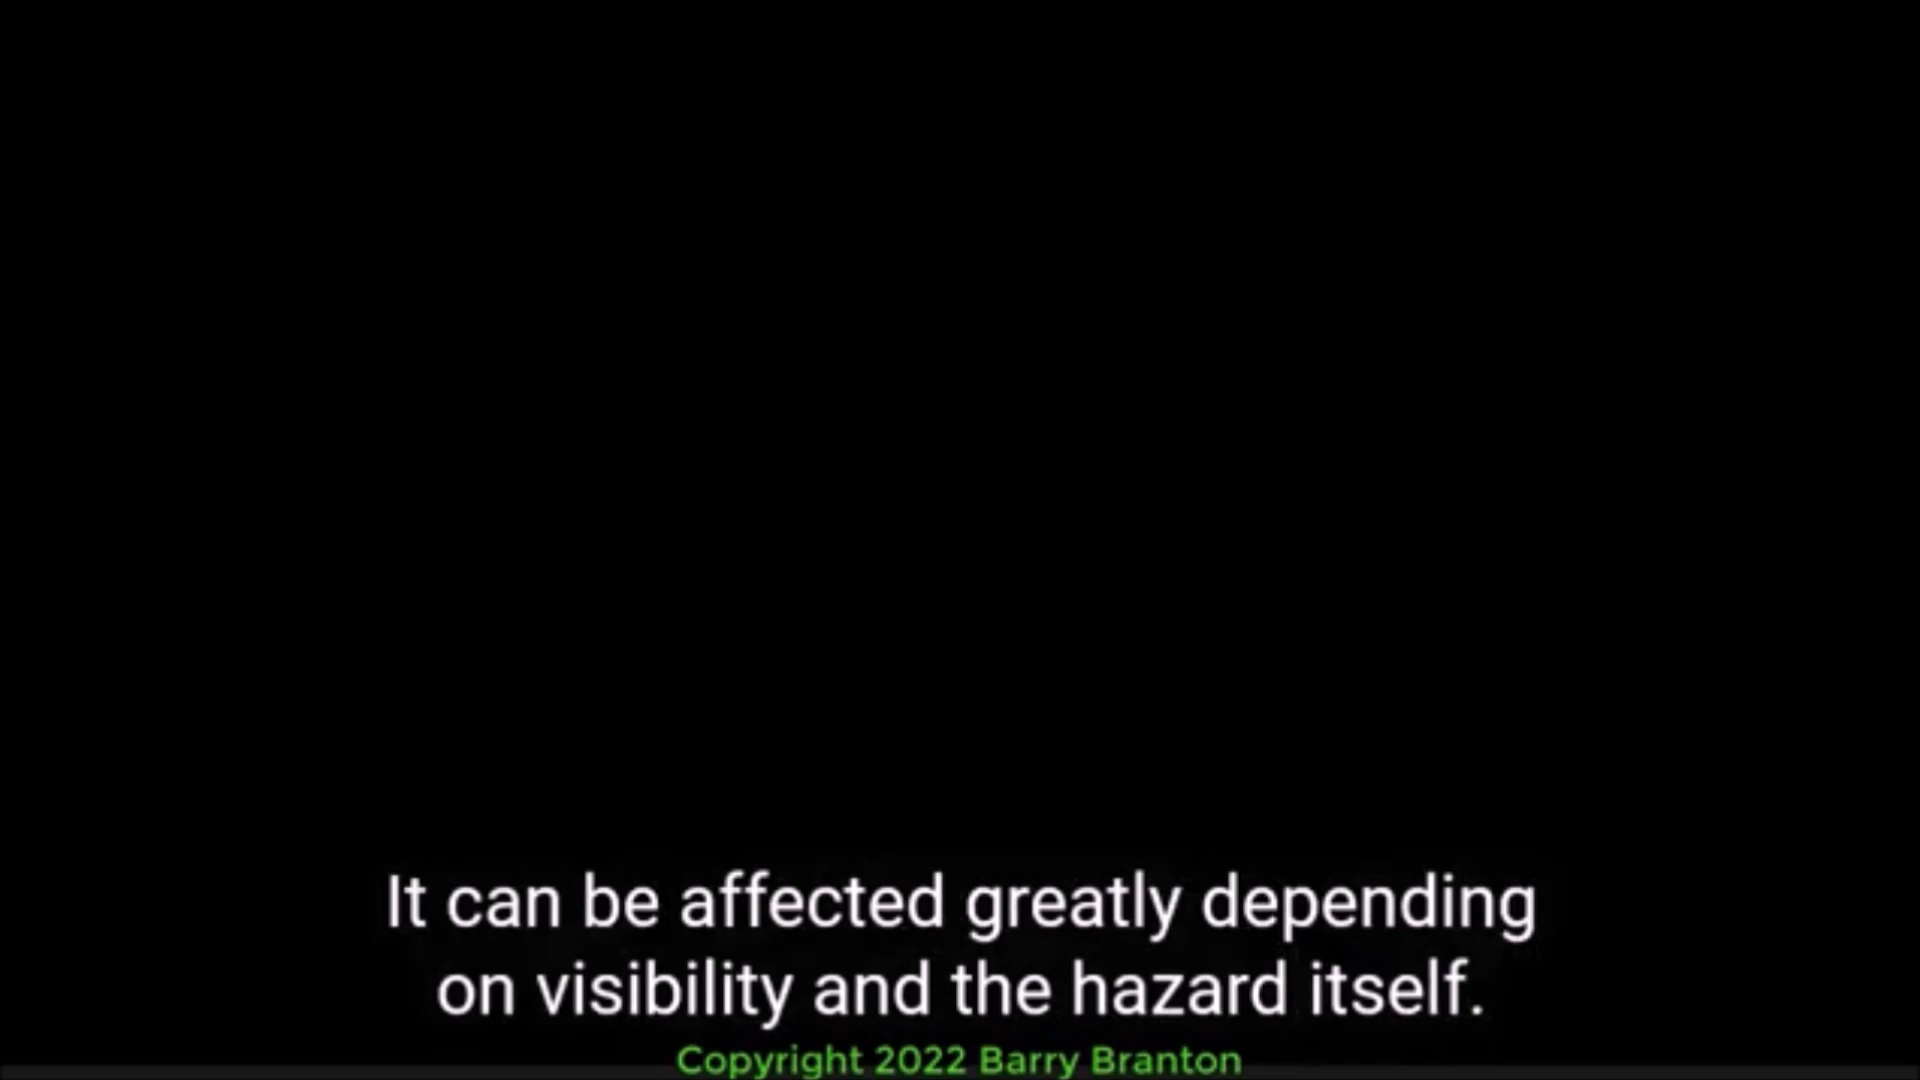 It can be affected greatly depending
on visibility and the hazard itself.
Copyright 2022 Barry Branton